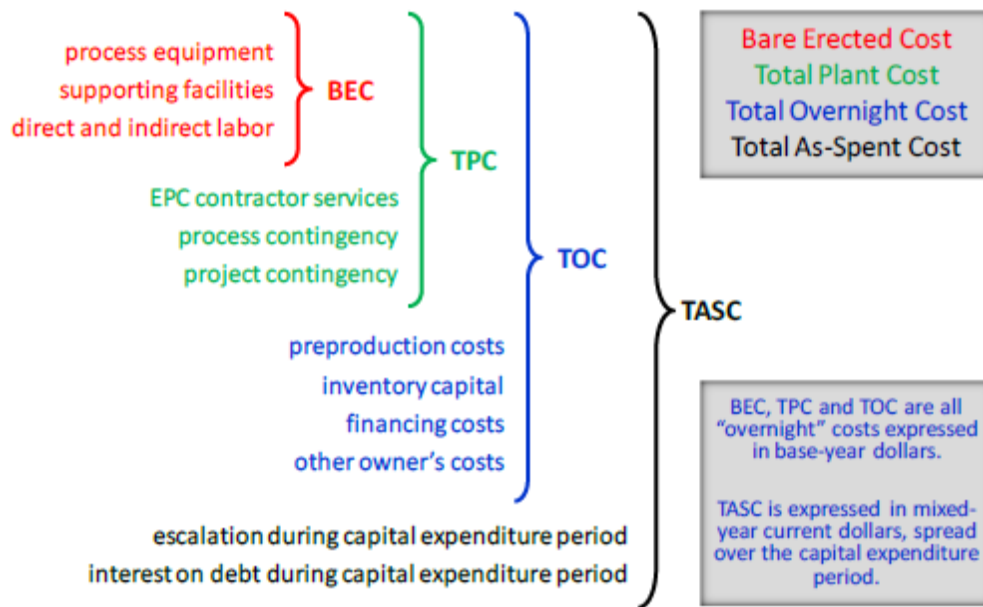 process equipment
supporting facilities
direct and indirect labor
BEC
EPC contractor services
process contingency
project contingency
TPC
preproduction costs
inventory capital
financing costs
other owner's costs
TOC
escalation during capital expenditure period
interest on debt during capital expenditure period
TASC
Bare Erected Cost
Total Plant Cost
Total Overnight Cost
Total As-Spent Cost
BEC, TPC and TOC are all
“overnight” costs expressed
in base-year dollars.
TASC is expressed in mixed-
year current dollars, spread
over the capital expenditure
period.